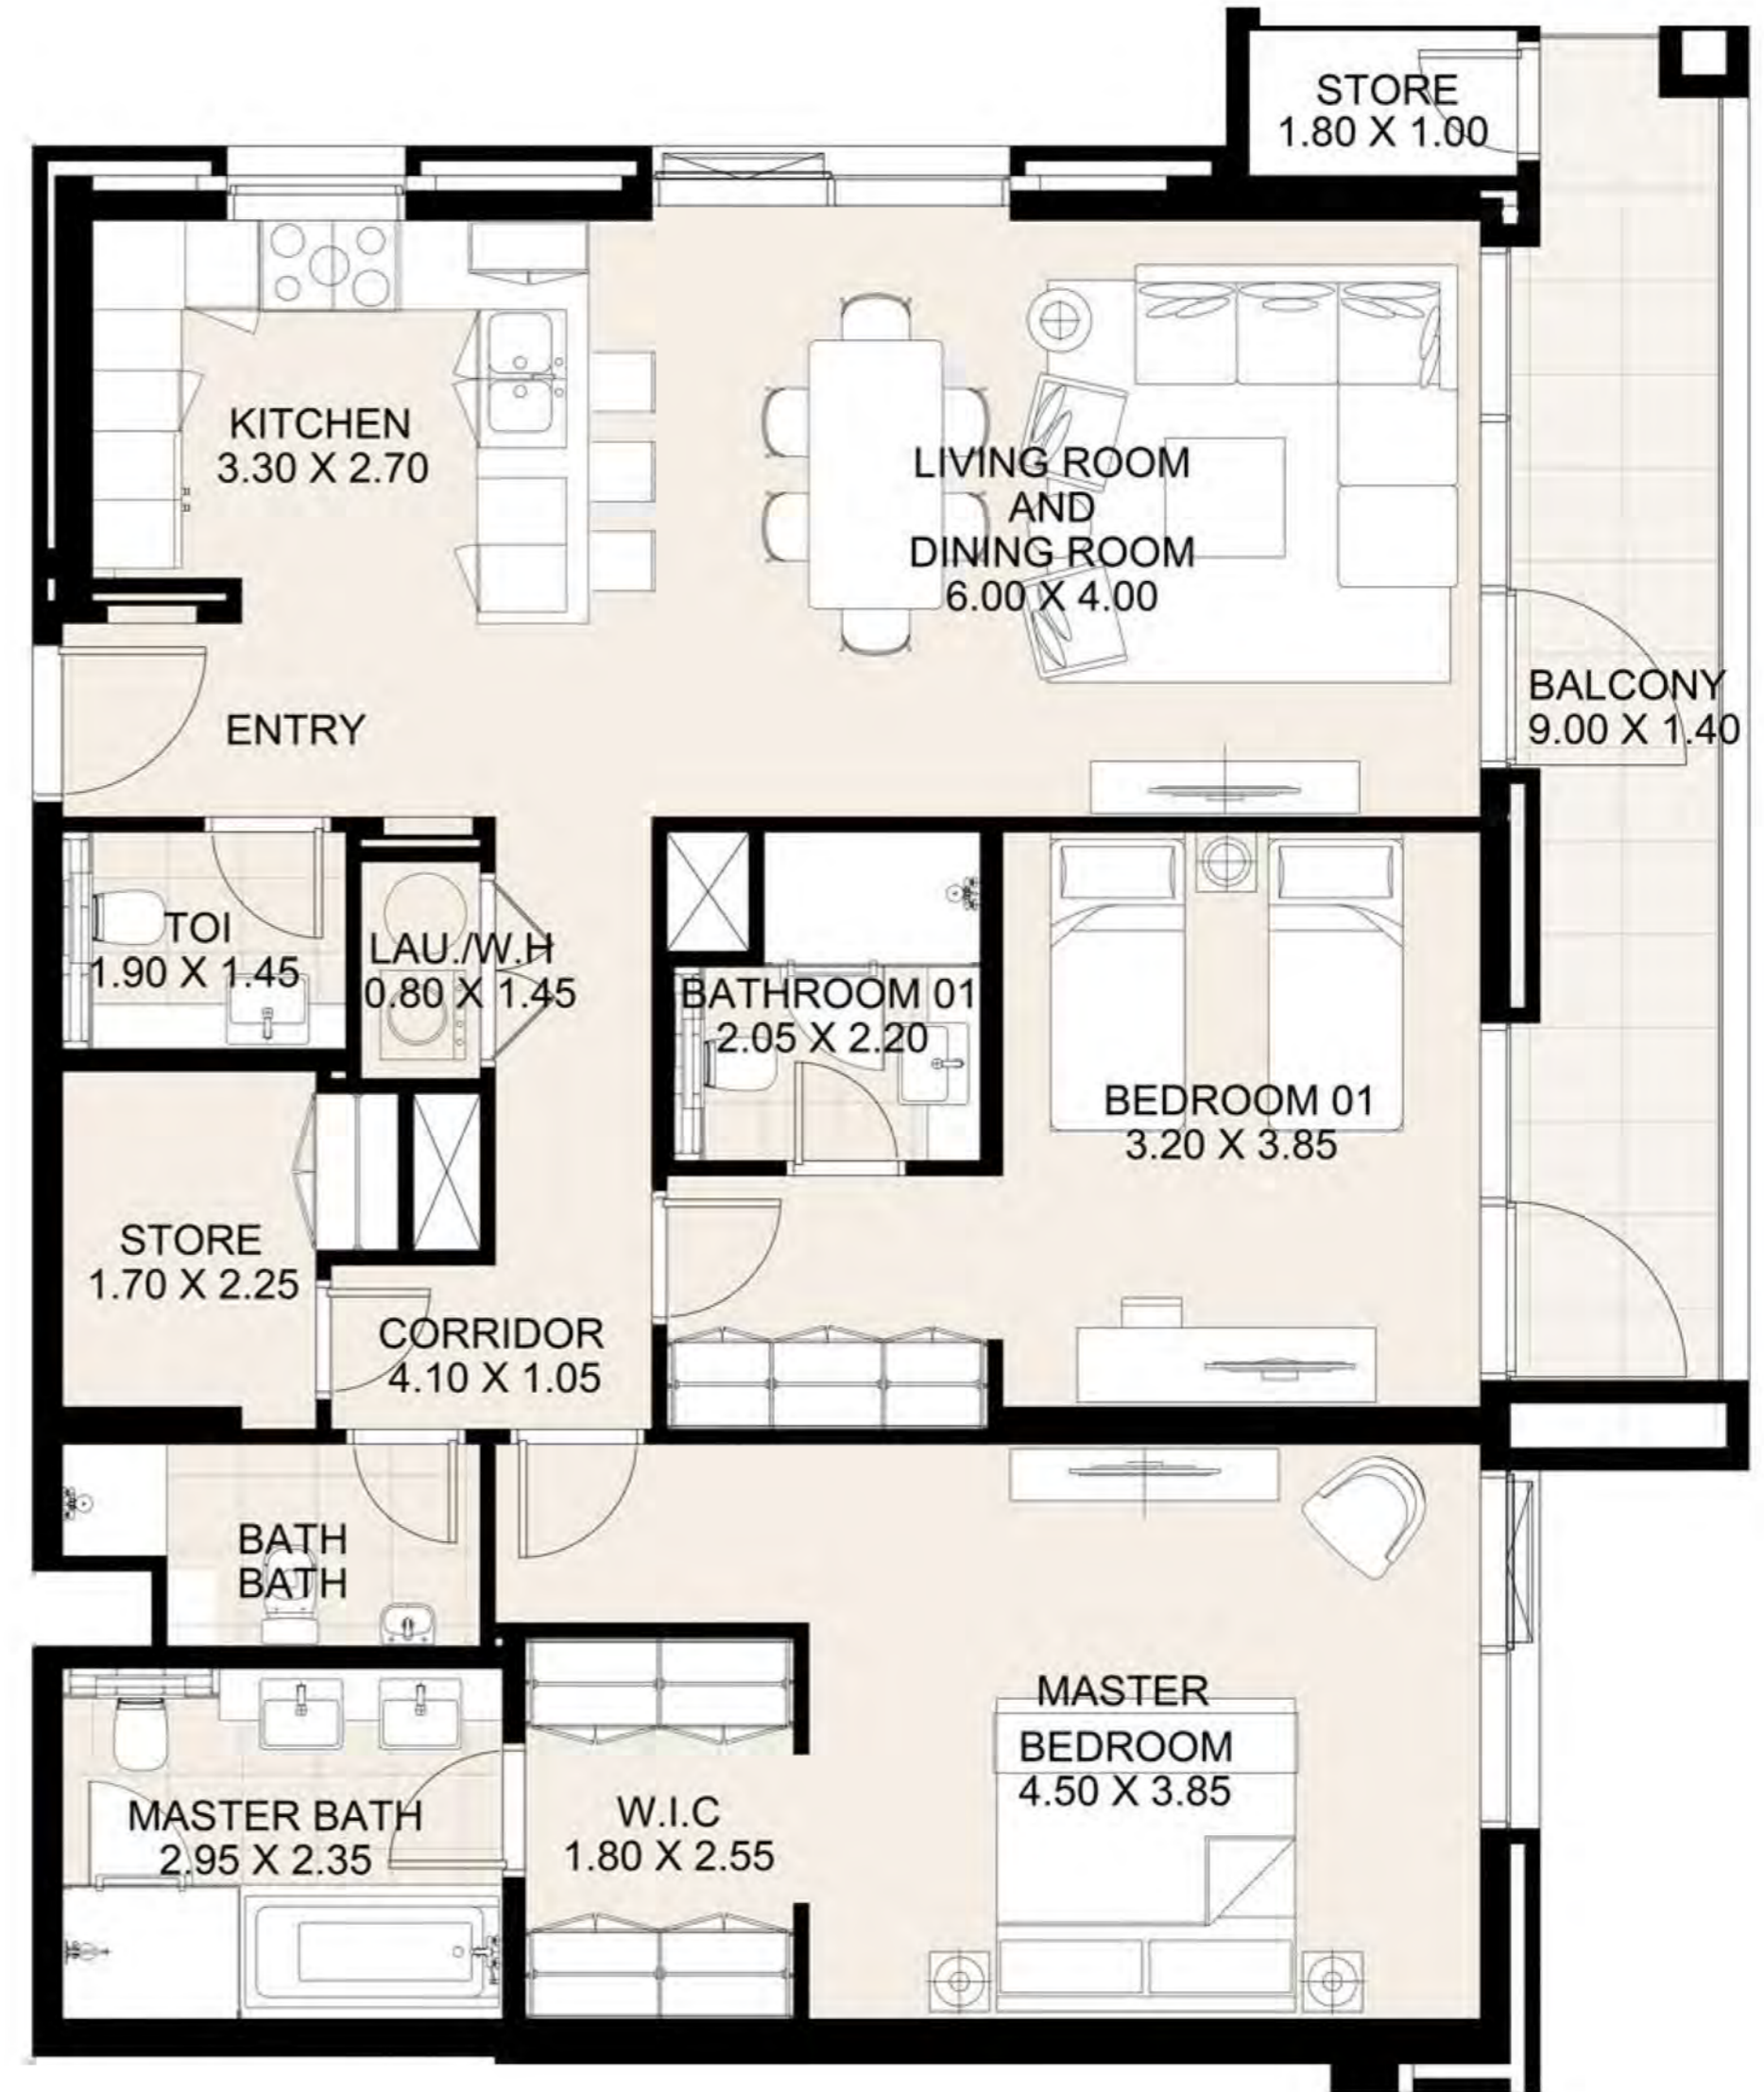 STORE
1.80 X 1.00
KITCHEN
3.30 X 2.70
LIVING ROOM
AND
DINING ROOM
6.00 X 4.00
BALCONY
9.00 X 1.40
ENTRY
TOI
1.90 X 1.45
LAU./W.H
0.80 X 1.45
BATHROOM 01
2.05 X 2.20
BEDROOM 01
3.20 X 3.85
STORE
1.70 X 2.25
CORRIDOR
4.10 X 1.05
BATH
BATH
MASTER
BEDROOM
4.50 X 3.85
MASTER BATH
2.95 X 2.35
W.I.C
1.80 X 2.55